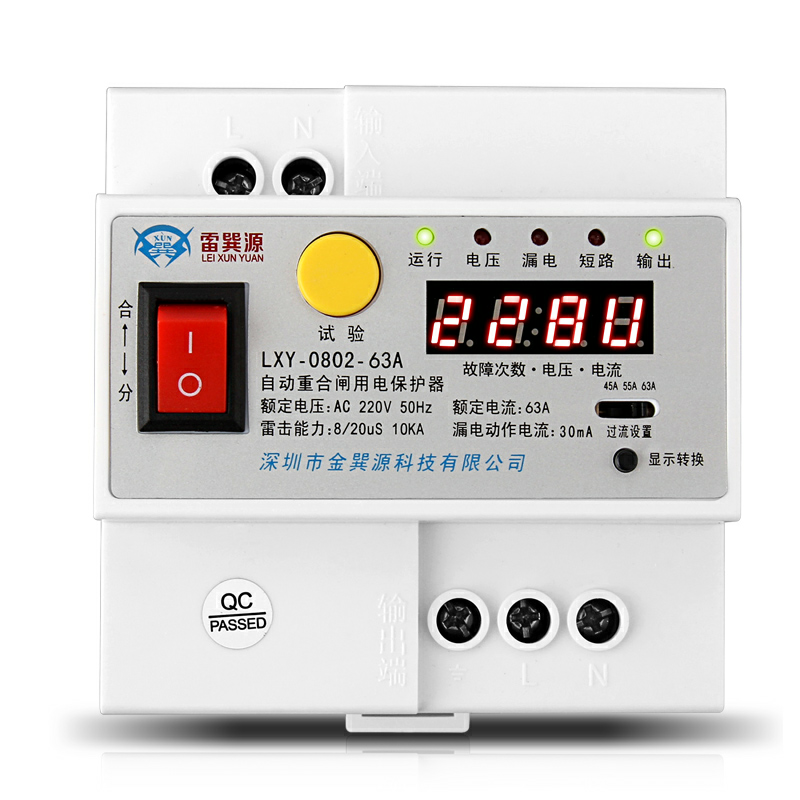 L N
输入端
XUN
巽
雷巽源
LEI XUN YUAN
运行 电压 漏电 短路 输出
合
分
试验
228U
LXY-0802-63A
故障次数·电压·电流
自动重合闸用电保护器
45A 55A 63A
额定电压:AC 220V 50Hz 额定电流:63A
雷击能力:8/20uS 10KA 漏电动作电流:30mA
过流设置
显示转换
深圳市金巽源科技有限公司
QC
PASSED
输出端
L N